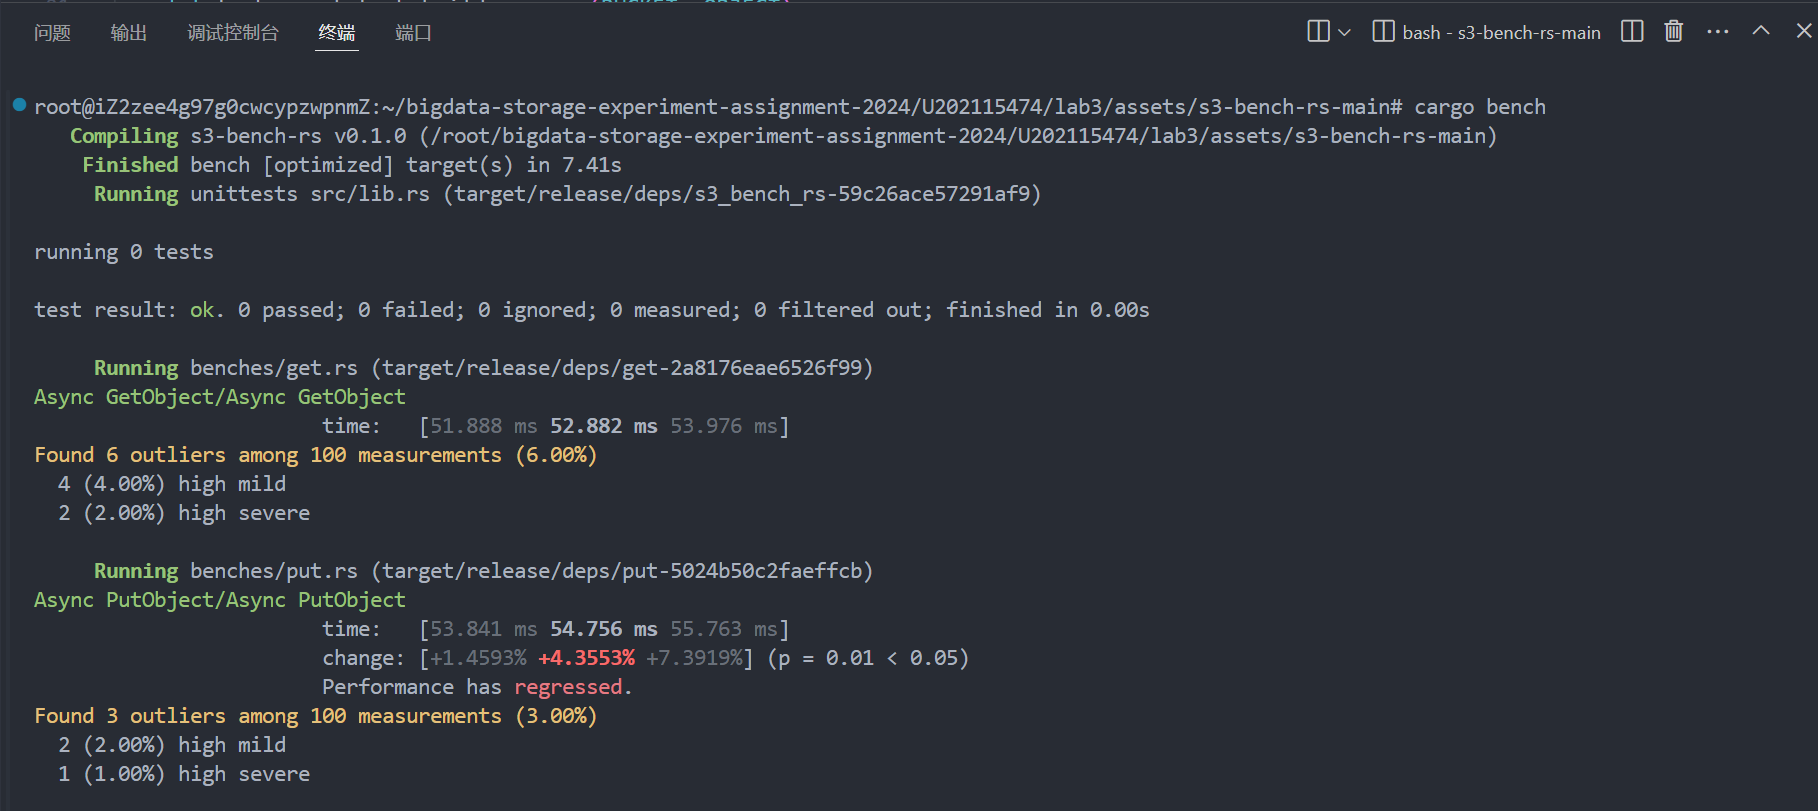 问题 输出 调试控制台 终端 端口 bash - s3-bench-rs-main
root@iZ2zee4g97g0cwcypzwpnmZ:~/bigdata-storage-experiment-assignment-2024/U202115474/lab3/assets/s3-bench-rs-main# cargo bench
Compiling s3-bench-rs v0.1.0 (/root/bigdata-storage-experiment-assignment-2024/U202115474/lab3/assets/s3-bench-rs-main)
Finished bench [optimized] target(s) in 7.41s
Running unittests src/lib.rs (target/release/deps/s3_bench_rs-59c26ace57291af9)
running 0 tests
test result: ok. 0 passed; 0 failed; 0 ignored; 0 measured; 0 filtered out; finished in 0.00s
Running benches/get.rs (target/release/deps/get-2a8176eae6526f99)
Async GetObject/Async GetObject
time: [51.888 ms 52.882 ms 53.976 ms]
Found 6 outliers among 100 measurements (6.00%)
4 (4.00%) high mild
2 (2.00%) high severe
Running benches/put.rs (target/release/deps/put-5024b50c2faeffcb)
Async PutObject/Async PutObject
time: [53.841 ms 54.756 ms 55.763 ms]
change: [+1.4593% +4.3553% +7.3919%] (p = 0.01 < 0.05)
Performance has regressed.
Found 3 outliers among 100 measurements (3.00%)
2 (2.00%) high mild
1 (1.00%) high severe